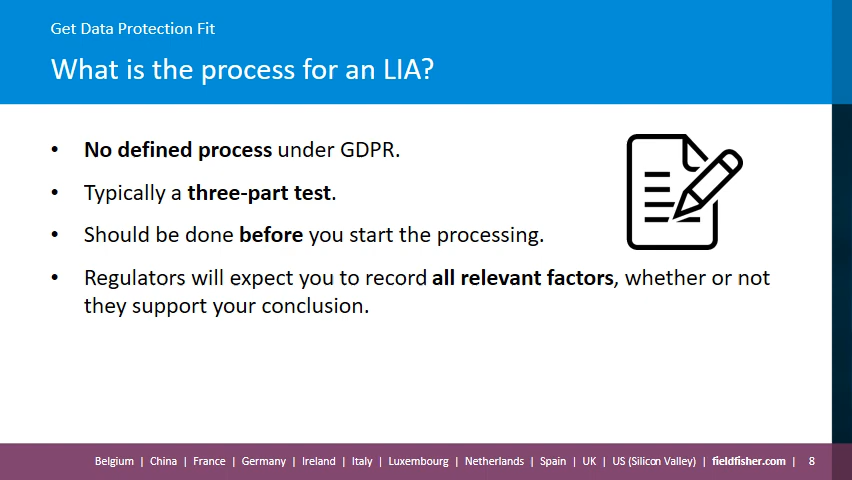 Get Data Protection Fit
What is the process for an LIA?
• No defined process under GDPR.
• Typically a three-part test.
• Should be done before you start the processing.
• Regulators will expect you to record all relevant factors, whether or not
they support your conclusion.
Belgium | China | France | Germany | Ireland | Italy | Luxembourg | Netherlands | Spain | UK | US (Silicon Valley) | fieldfisher.com | 8